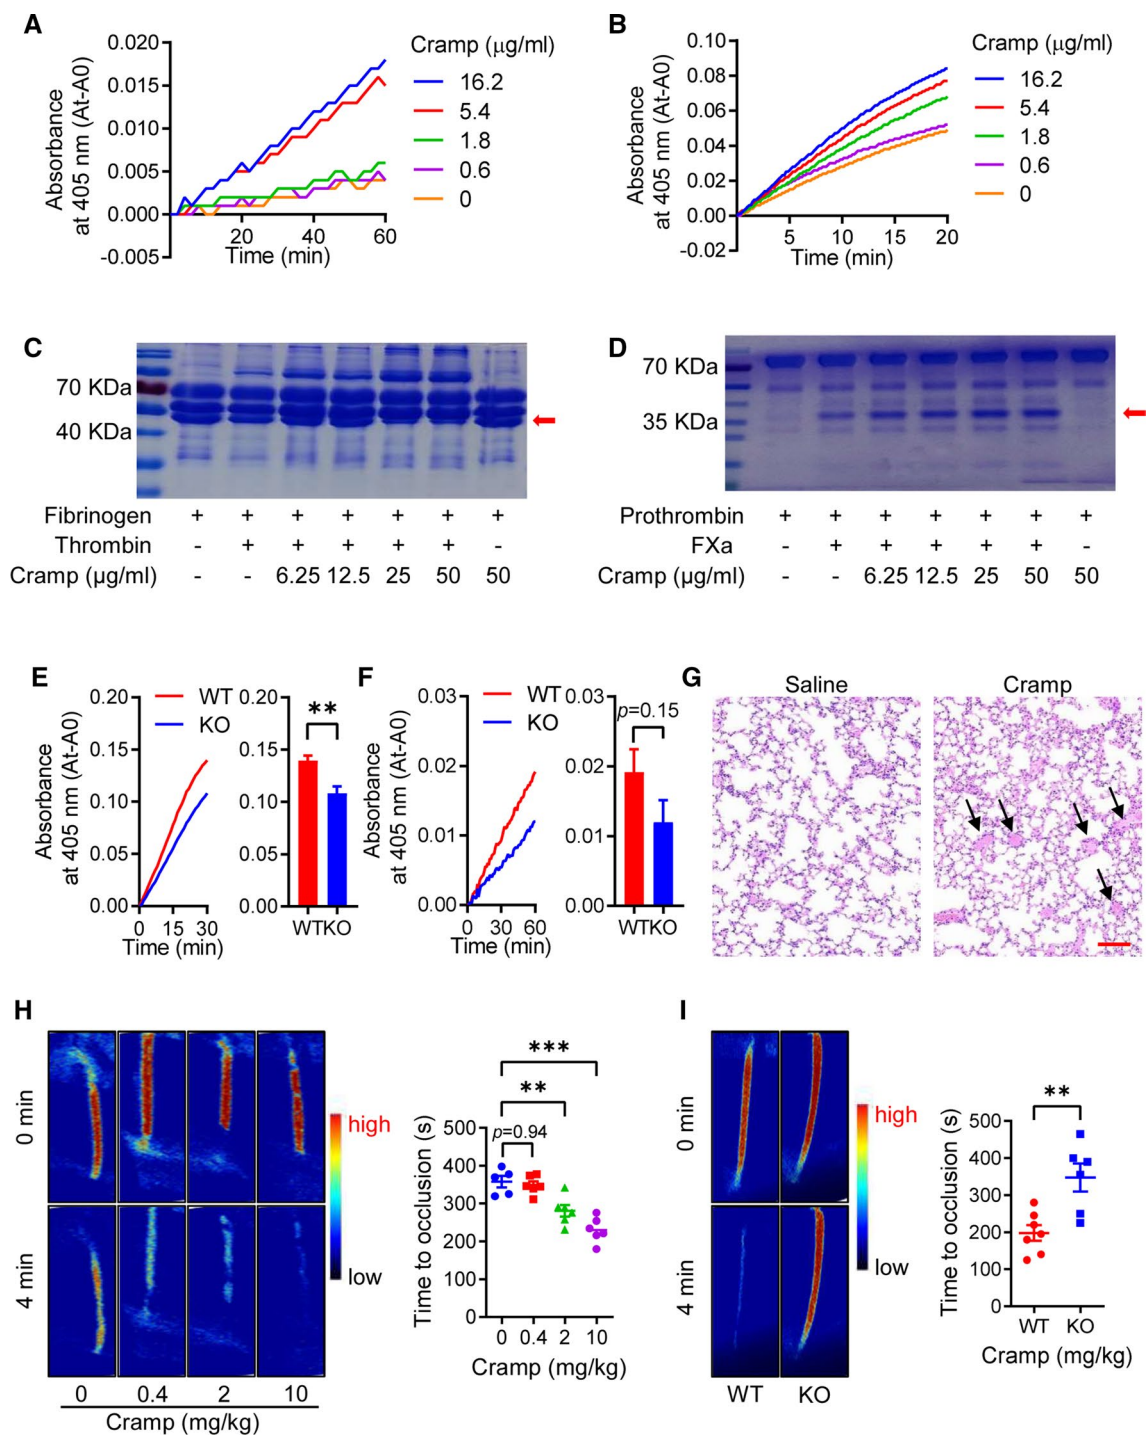 A
0.020
0.015
0.010
0.005
0.000
-0.005
Absorbance
at 405 nm (At-A0)
20
40
60
Time (min)
Cramp (μg/ml)
16.2
5.4
1.8
0.6
0
B
0.10
0.08
0.06
0.04
0.02
0.00
-0.02
Absorbance
at 405 nm (At-A0)
5
10
15
20
Time (min)
Cramp (μg/ml)
16.2
5.4
1.8
0.6
0
C
70 KDa
40 KDa
Fibrinogen + + + + + + +
Thrombin - + + + + + -
Cramp (μg/ml) - - 6.25 12.5 25 50 50
D
70 KDa
35 KDa
Prothrombin + + + + + + +
FXa - + + + + + -
Cramp (μg/ml) - - 6.25 12.5 25 50 50
E
Absorbance
at 405 nm (At-A0)
0.20
0.15
0.10
0.05
0.00
0 15 30
Time (min)
WT
KO
0.20
0.15
0.10
0.05
0.00
**
WTKO
F
Absorbance
at 405 nm (At-A0)
0.03
0.02
0.01
0.00
0 30 60
Time (min)
WT
KO
0.03
0.02
0.01
0.00
p=0.15
WTKO
G
Saline
Cramp
H
0 min
4 min
0 0.4 2 10
Cramp (mg/kg)
high
low
Time to occlusion (s)
500
400
300
200
100
0
***
**
p=0.94
0 0.4 2 10
Cramp (mg/kg)
I
0 min
4 min
WT KO
high
low
Time to occlusion (s)
500
400
300
200
100
0
**
WT KO
Cramp (mg/kg)